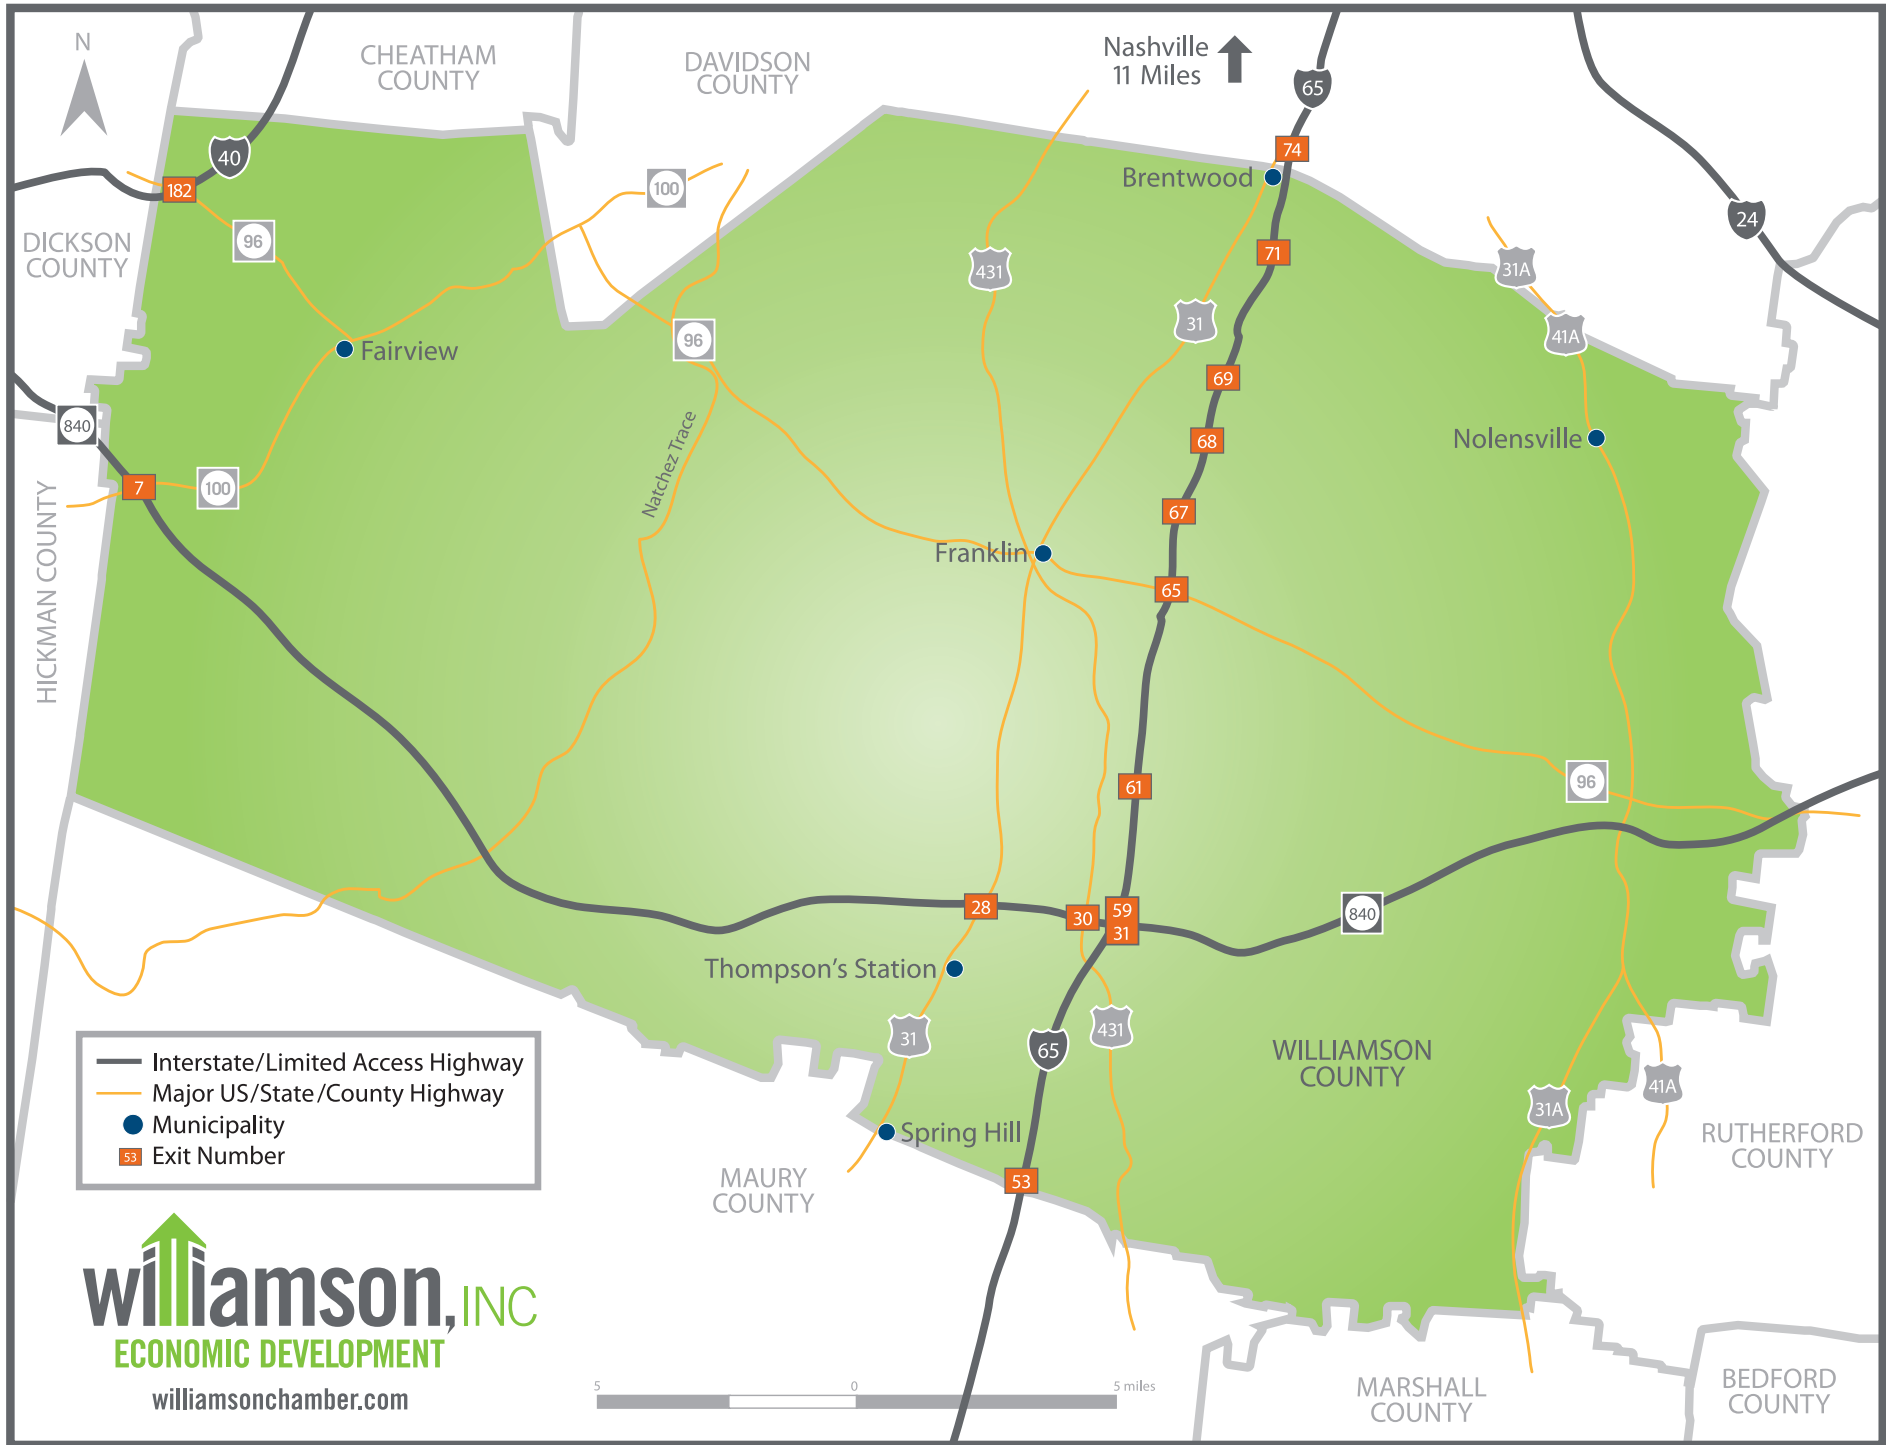 N
CHEATHAM
COUNTY
DAVIDSON
COUNTY
Nashville
11 Miles
65
74
40
182
100
Brentwood
96
DICKSON
COUNTY
24
71
431
31A
31
41A
96
Fairview
69
840
Natchez Trace
68
Nolensville
7
100
67
HICKMAN COUNTY
Franklin
65
96
61
28
30
59
31
840
Thompson's Station
31
65
431
WILLIAMSON
COUNTY
41A
31A
Interstate/Limited Access Highway
Major US/State/County Highway
Municipality
53 Exit Number
Spring Hill
RUTHERFORD
COUNTY
MAURY
COUNTY
53
williamson, INC
ECONOMIC DEVELOPMENT
williamsonchamber.com
5 0 5 miles
MARSHALL
COUNTY
BEDFORD
COUNTY